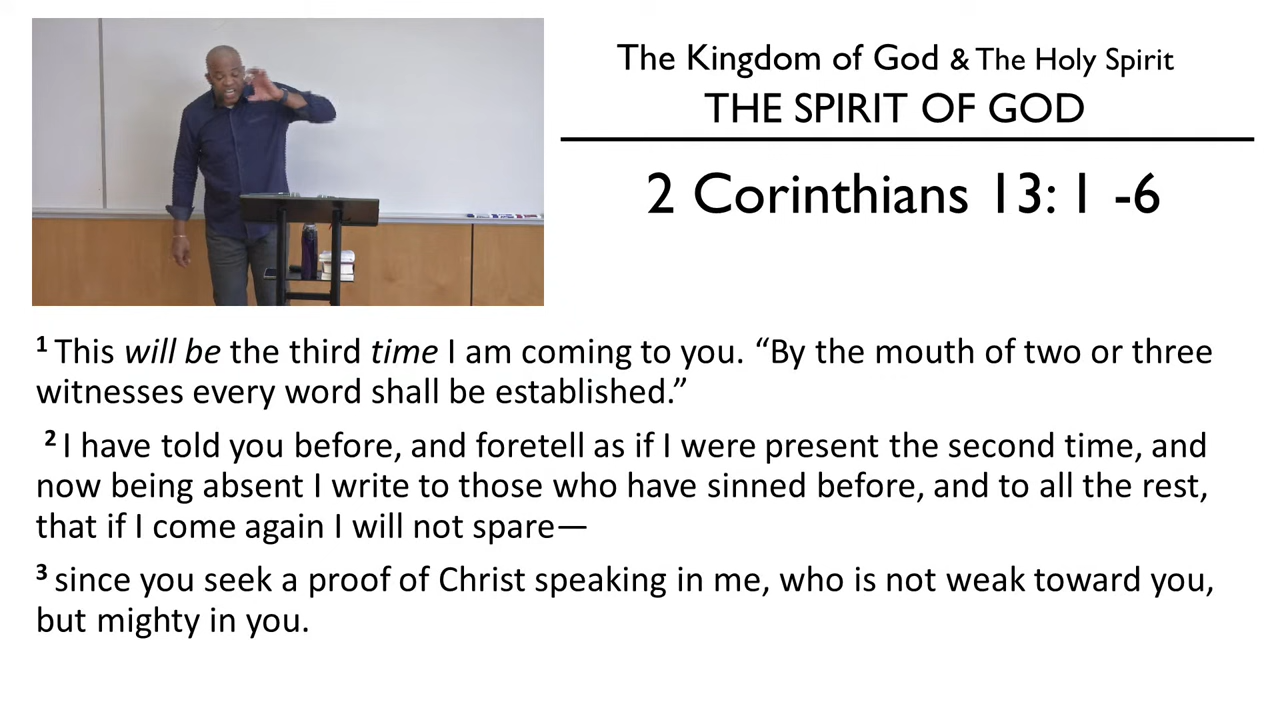 The Kingdom of God & The Holy Spirit
THE SPIRIT OF GOD
2 Corinthians 13: 1 -6
1 This will be the third time I am coming to you. “By the mouth of two or three
witnesses every word shall be established.”
2 I have told you before, and foretell as if I were present the second time, and
now being absent I write to those who have sinned before, and to all the rest,
that if I come again I will not spare—
3 since you seek a proof of Christ speaking in me, who is not weak toward you,
but mighty in you.